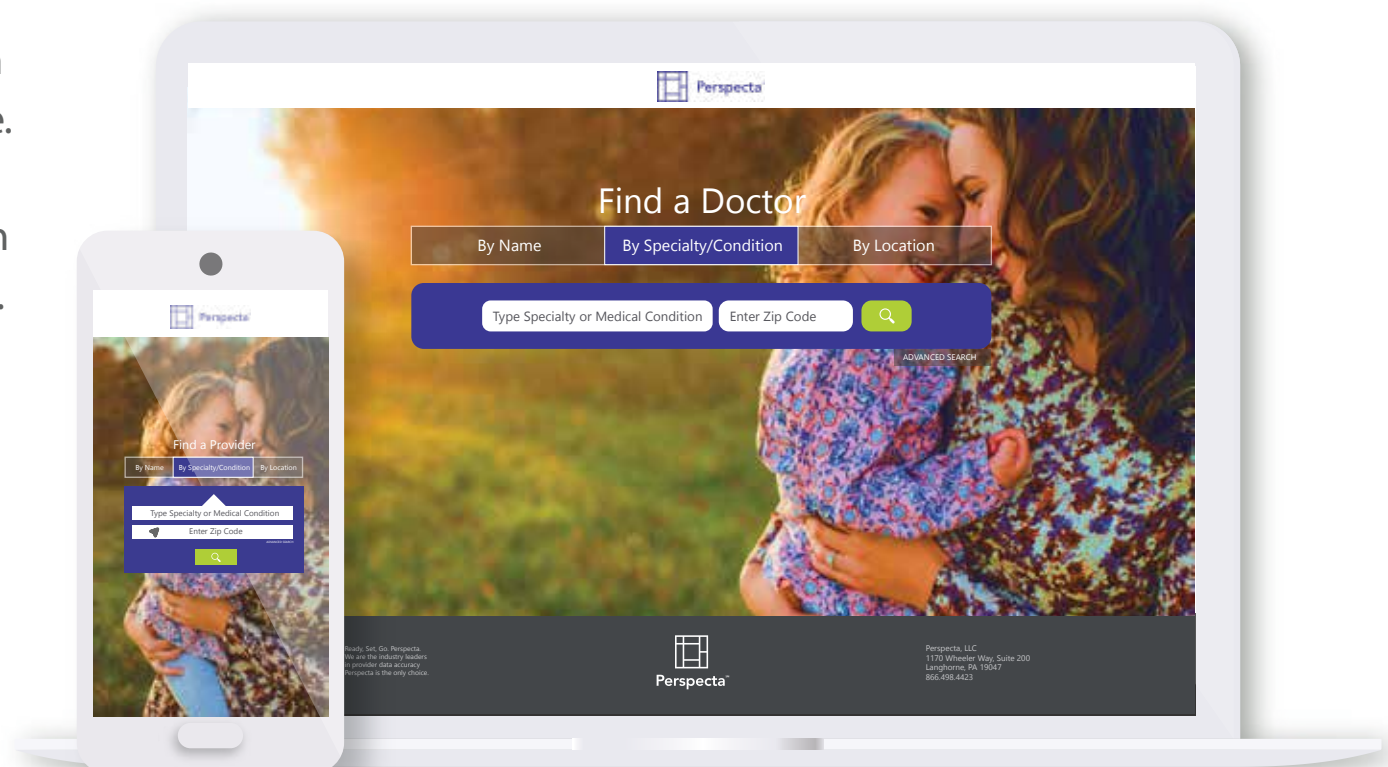 Perspecta
Find a Doctor
By Name
By Specialty/Condition
By Location
Type Specialty or Medical Condition
Enter Zip Code
ADVANCED SEARCH
Perspecta
Find a Provider
By Name
By Specialty/Condition
By Location
Type Specialty or Medical Condition
Enter Zip Code
ADVANCED SEARCH
Ready, Set, Go. Perspecta.
We are the industry leaders
in provider data accuracy
Perspecta is the only choice.
Perspecta
Perspecta, LLC
1170 Wheeler Way, Suite 200
Langhorne, PA 19047
866.498.4423